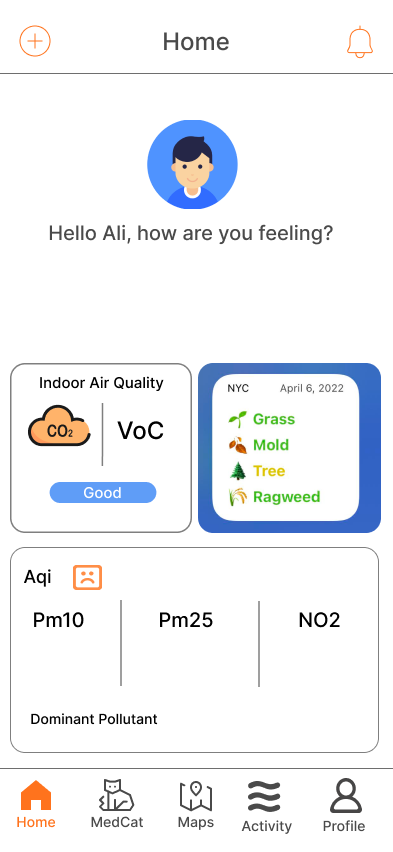 Home
Hello Ali, how are you feeling?
Indoor Air Quality
CO₂
VoC
Good
NYC April 6, 2022
Grass
Mold
Tree
Ragweed
Aqi
Pm10 Pm25 NO2
Dominant Pollutant
Home MedCat Maps Activity Profile